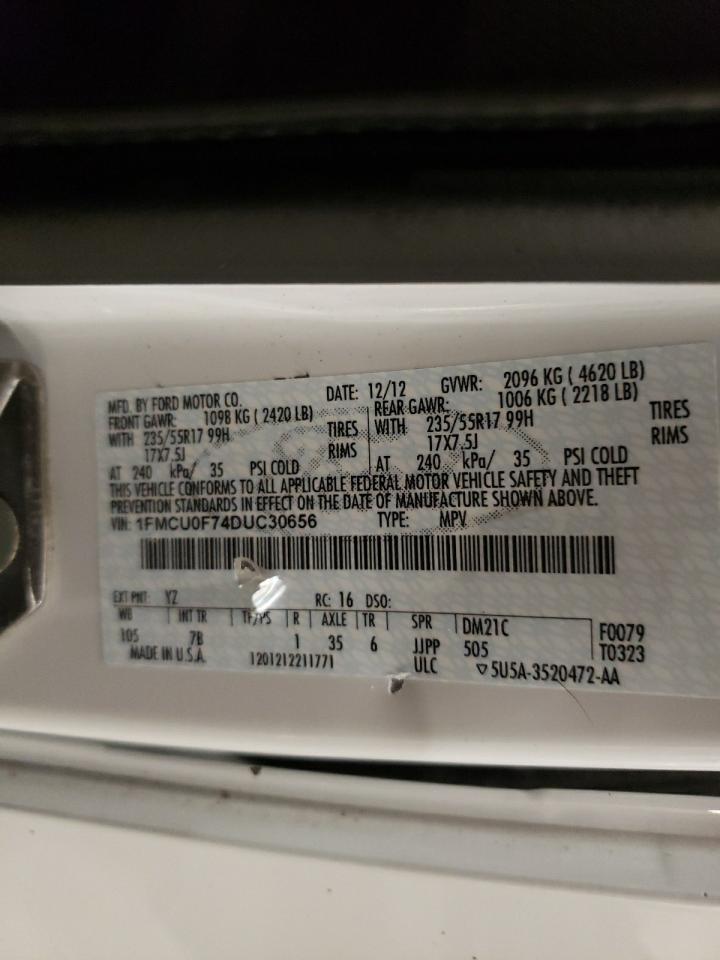 MFD. BY FORD MOTOR CO. DATE: 12/12 GVWR: 2096 KG ( 4620 LB)
FRONT GAWR: 1098 KG ( 2420 LB) REAR GAWR: 1006 KG ( 2218 LB)
WITH 235/55R17 99H TIRES WITH 235/55R17 99H TIRES
17X7.5J RIMS 17X7.5J RIMS
AT 240 kPa/ 35 PSI COLD AT 240 kPa/ 35 PSI COLD
THIS VEHICLE CONFORMS TO ALL APPLICABLE FEDERAL MOTOR VEHICLE SAFETY AND THEFT
PREVENTION STANDARDS IN EFFECT ON THE DATE OF MANUFACTURE SHOWN ABOVE.
VIN: 1FMCU0F74DUC30656 TYPE: MPV
EXT PNT: YZ RC: 16 DSO:
WB INT TR TP/PS R AXLE TR SPR DM21C F0079
105 7B 1 35 6 JJPP 505 T0323
MADE IN U.S.A. 1201212211771 ULC ▽5U5A-3520472-AA